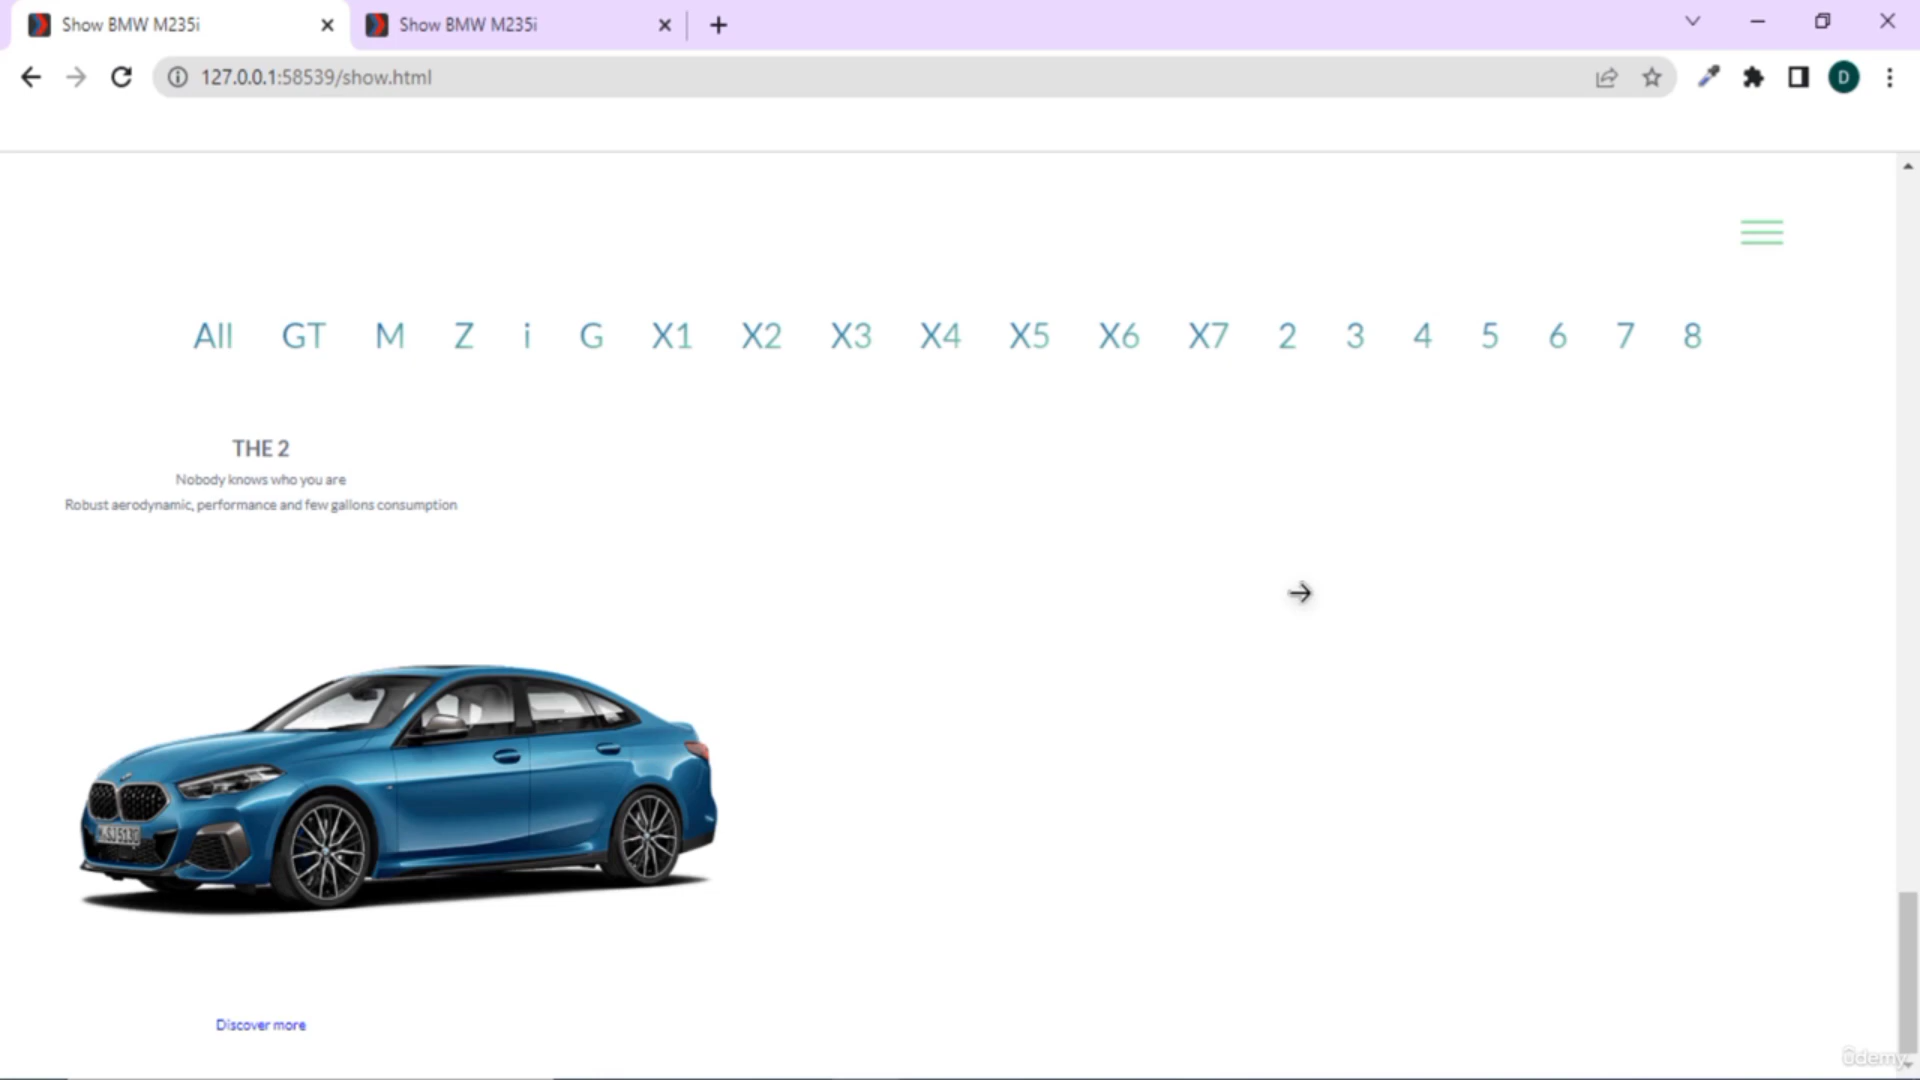 Show BMW M235i
Show BMW M235i
127.0.0.1:58539/show.html
D
All GT M Z i G X1 X2 X3 X4 X5 X6 X7 2 3 4 5 6 7 8
THE 2
Nobody knows who you are
Robust aerodynamic, performance and few gallons consumption
Discover more
ûdemy